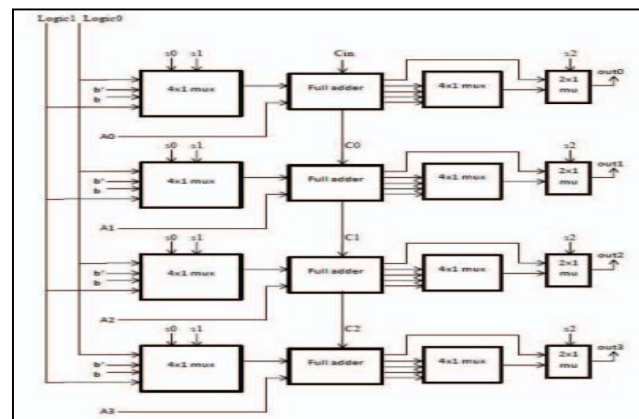 Logic1 Logic0
s0 s1 Cin s2
b' b 4x1 mux Full adder 4x1 mux 2x1 mu out0
A0
s0 s1 C0 s2
b' b 4x1 mux Full adder 4x1 mux 2x1 mu out1
A1
s0 s1 C1 s2
b' b 4x1 mux Full adder 4x1 mux 2x1 mu out2
A2
s0 s1 C2 s2
b' b 4x1 mux Full adder 4x1 mux 2x1 mu out3
A3